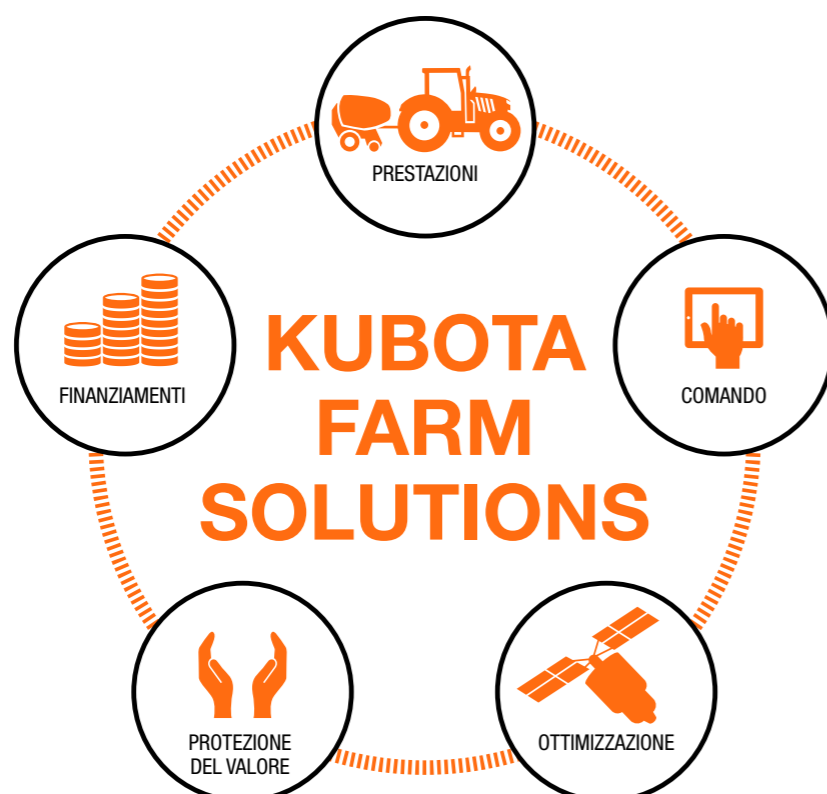 PRESTAZIONI
FINANZIAMENTI
KUBOTA
FARM
SOLUTIONS
COMANDO
PROTEZIONE
DEL VALORE
OTTIMIZZAZIONE